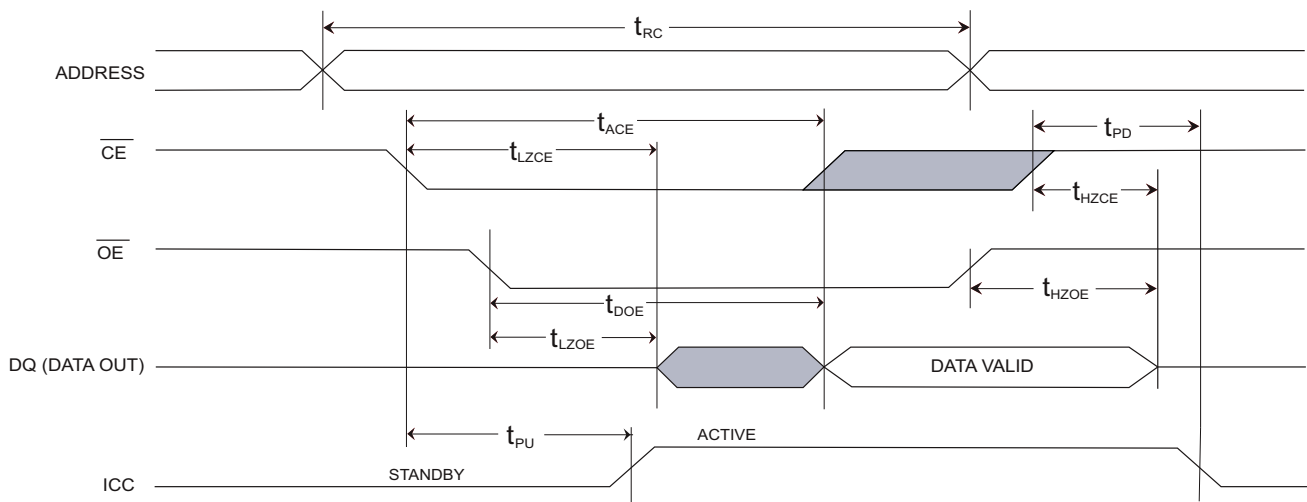 tRC
ADDRESS
tACE
tPD
CE
tLZCE
tHZCE
OE
tHZOE
tDOE
tLZOE
DQ (DATA OUT)
DATA VALID
tPU
ACTIVE
STANDBY
ICC